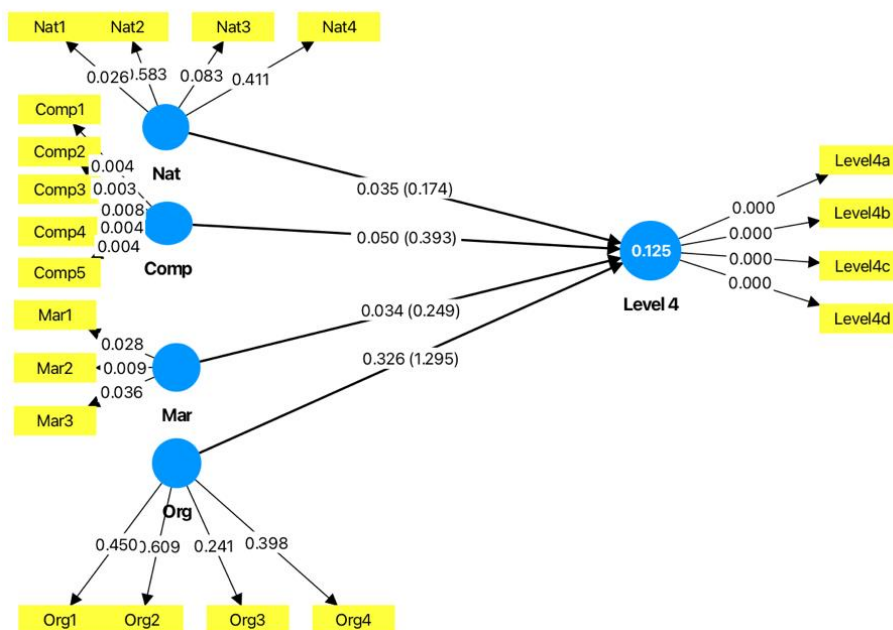 Nat1 Nat2 Nat3 Nat4
0.026 0.583 0.083 0.411
Comp1
Comp2
Comp3
Comp4
Comp5
0.004
0.003
0.008
0.004
0.004
Nat
Comp
0.035 (0.174)
0.050 (0.393)
0.034 (0.249)
0.326 (1.295)
0.125
Level 4
0.000
0.000
0.000
0.000
Level4a
Level4b
Level4c
Level4d
Mar1
Mar2
Mar3
0.028
0.009
0.036
Mar
Org
0.450 0.609 0.241 0.398
Org1 Org2 Org3 Org4